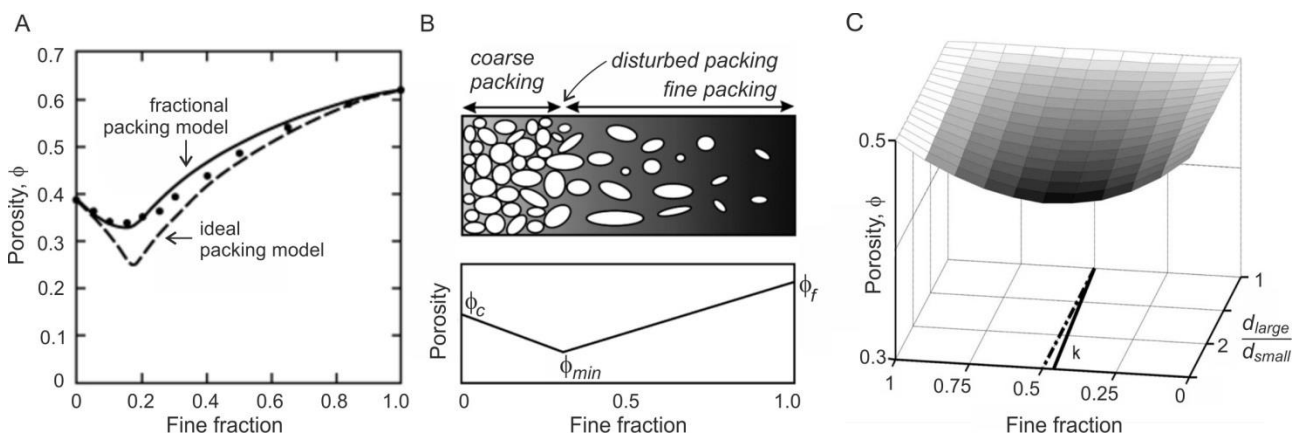 A
Porosity, ϕ
0.7
0.6
0.5
0.4
0.3
0.2
0.1
0
fractional
packing model
ideal
packing model
0
0.2
0.4
0.6
0.8
1.0
Fine fraction
B
coarse
packing
disturbed packing
fine packing
Porosity
ϕc
ϕmin
ϕf
0
0.5
1.0
Fine fraction
C
Porosity, ϕ
0.5
0.3
k
1
0.75
0.5
0.25
0
Fine fraction
1
2
dlarge
dsmall